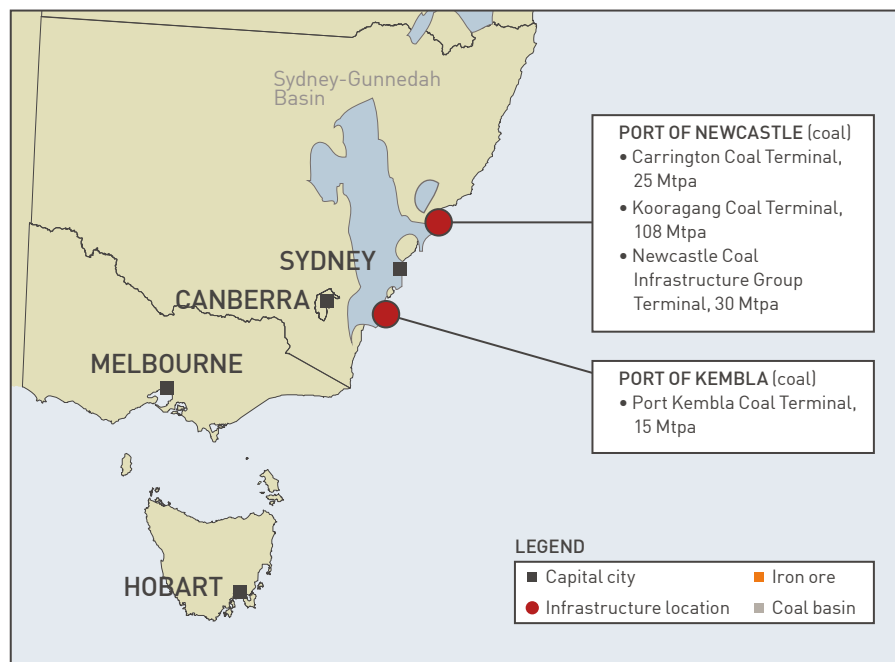 Sydney-Gunnedah
Basin
SYDNEY
CANBERRA
MELBOURNE
HOBART
PORT OF NEWCASTLE (coal)
• Carrington Coal Terminal,
25 Mtpa
• Kooragang Coal Terminal,
108 Mtpa
• Newcastle Coal
Infrastructure Group
Terminal, 30 Mtpa
PORT OF KEMBLA (coal)
• Port Kembla Coal Terminal,
15 Mtpa
LEGEND
Capital city
Iron ore
Infrastructure location
Coal basin